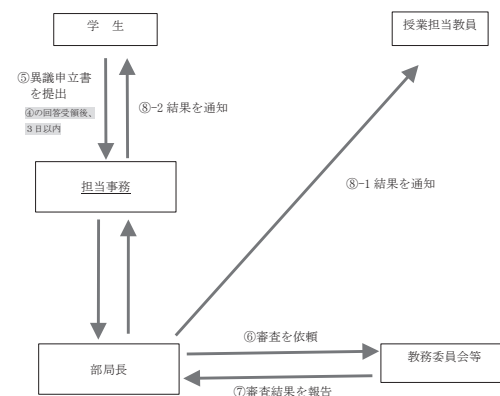 学 生
授業担当教員
⑤異議申立書
を提出
④の回答受領後、
３日以内
⑧-2 結果を通知
担当事務
⑧-1 結果を通知
⑥審査を依頼
部局長
教務委員会等
⑦審査結果を報告